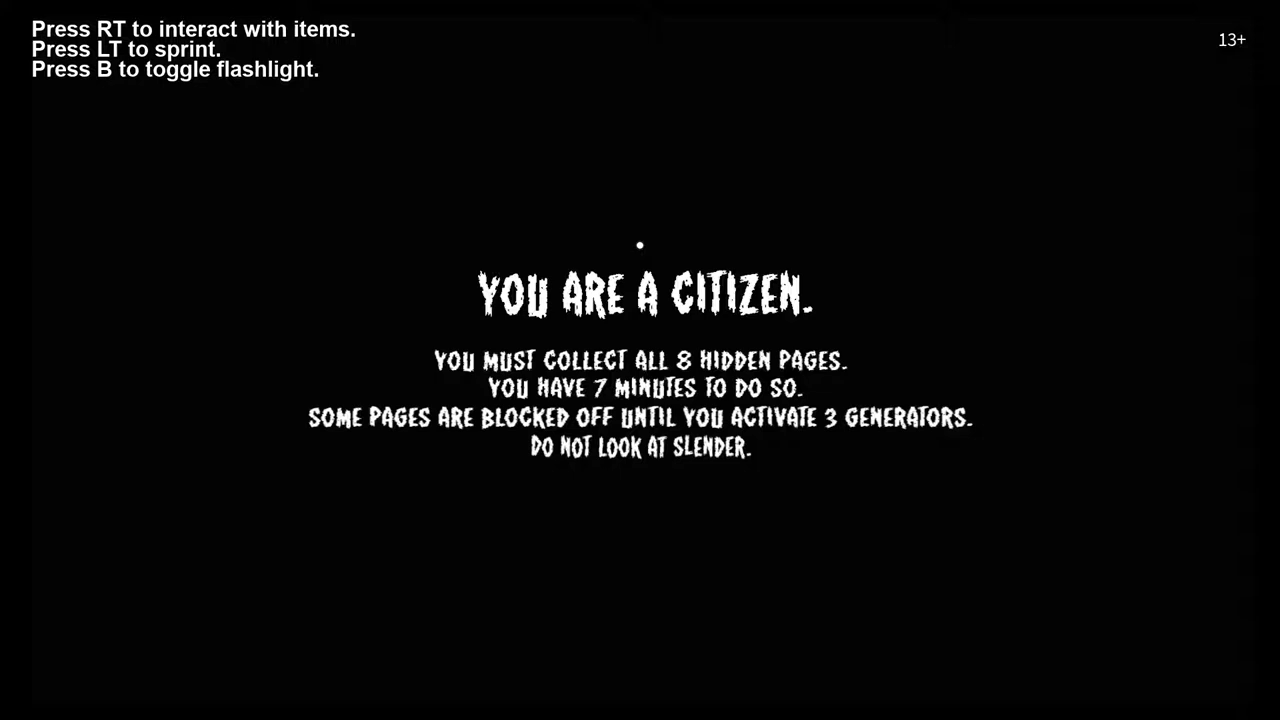 Press RT to interact with items.
Press LT to sprint.
Press B to toggle flashlight.
13+
YOU ARE A CITIZEN.
YOU MUST COLLECT ALL 8 HIDDEN PAGES.
YOU HAVE 7 MINUTES TO DO SO.
SOME PAGES ARE BLOCKED OFF UNTIL YOU ACTIVATE 3 GENERATORS.
DO NOT LOOK AT SLENDER.